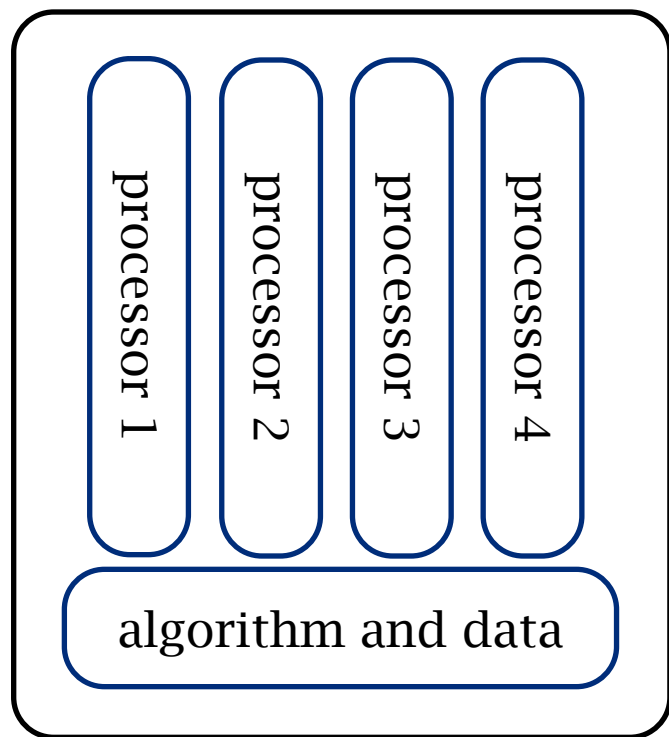 processor 1
processor 2
processor 3
processor 4
algorithm and data